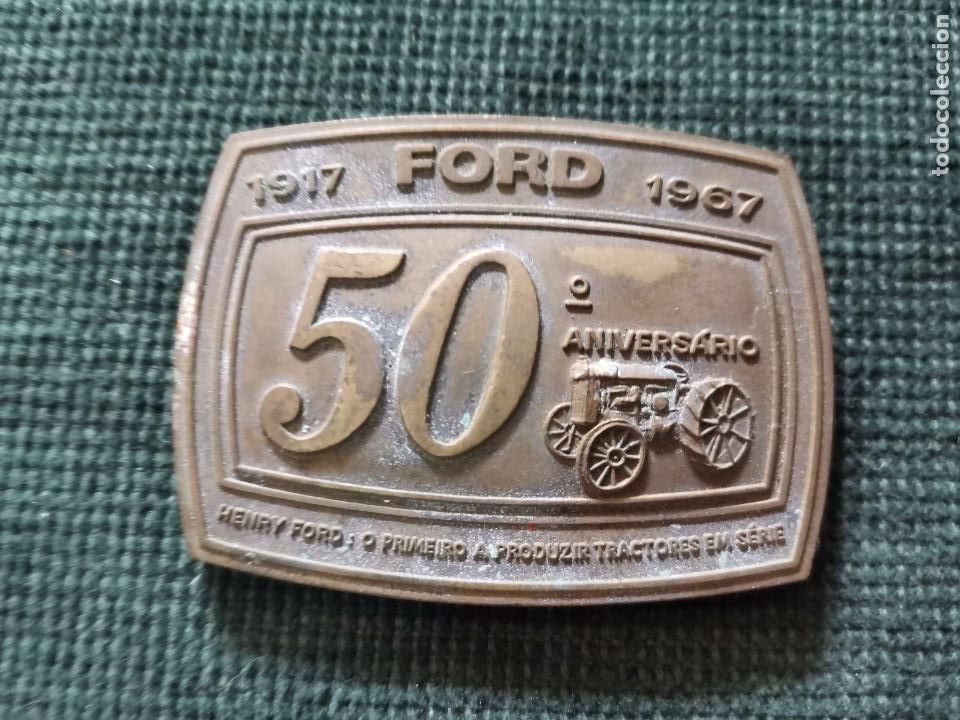 1917 FORD 1967
50º
ANIVERSÁRIO
HENRY FORD: O PRIMEIRO A PRODUZIR TRACTORES EM SÉRIE
todocoleccion